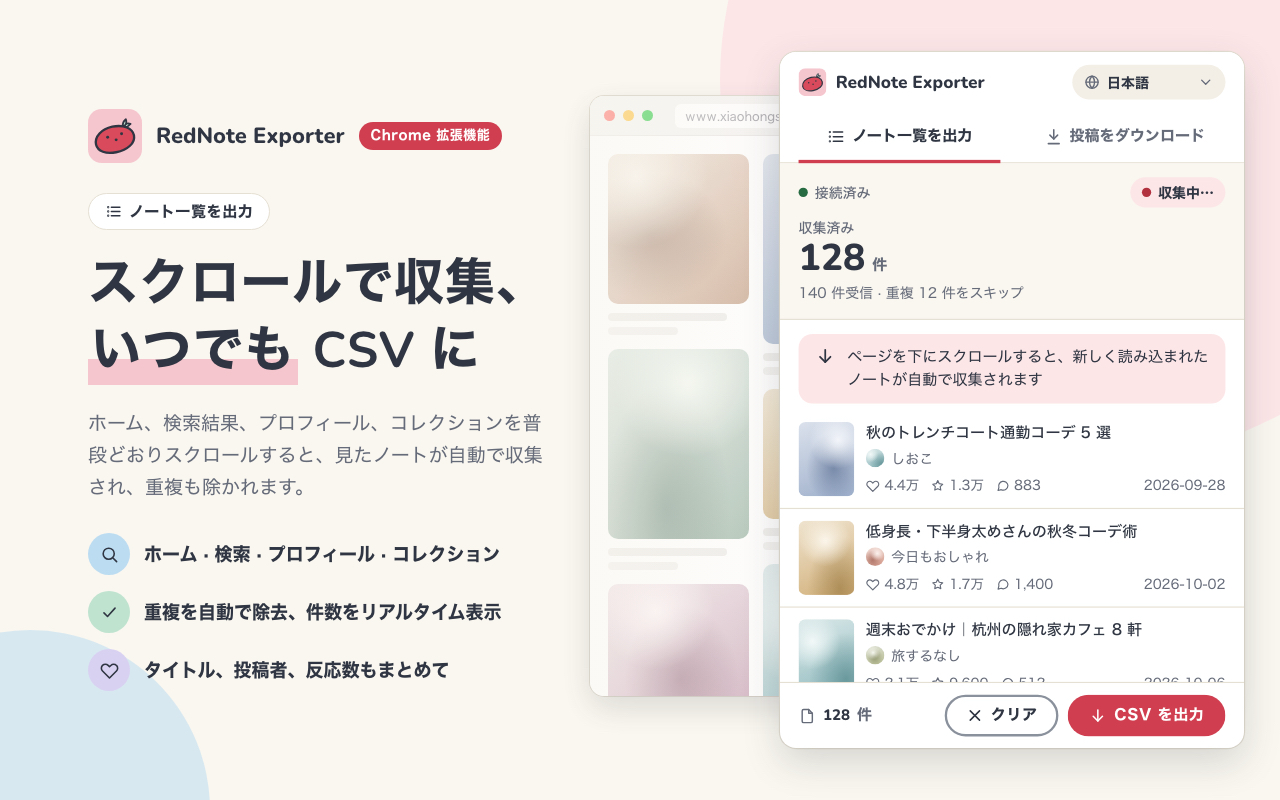 RedNote Exporter
Chrome 拡張機能
ノート一覧を出力
スクロールで収集、
いつでも CSV に
ホーム、検索結果、プロフィール、コレクションを普
段どおりスクロールすると、見たノートが自動で収集
され、重複も除かれます。
ホーム · 検索 · プロフィール · コレクション
重複を自動で除去、件数をリアルタイム表示
タイトル、投稿者、反応数もまとめて
www.xiaohongs
RedNote Exporter
日本語
ノート一覧を出力
投稿をダウンロード
接続済み
収集中…
収集済み
128 件
140 件受信 · 重複 12 件をスキップ
ページを下にスクロールすると、新しく読み込まれた
ノートが自動で収集されます
秋のトレンチコート通勤コーデ 5 選
しおこ
4.4万 1.3万 883 2026-09-28
低身長・下半身太めさんの秋冬コーデ術
今日もおしゃれ
4.8万 1.7万 1,400 2026-10-02
週末おでかけ｜杭州の隠れ家カフェ 8 軒
旅するなし
128 件
クリア
CSV を出力